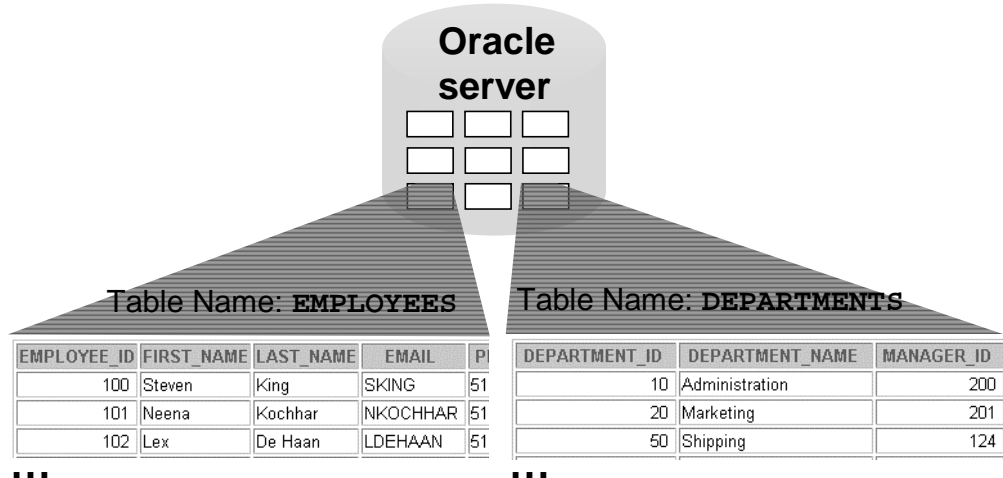 Oracle
server
Table Name: EMPLOYEES
EMPLOYEE_ID FIRST_NAME LAST_NAME EMAIL
100 Steven King SKING 51
101 Neena Kochhar NKOCHHAR 51
102 Lex De Haan LDEHAAN 51
...
Table Name: DEPARTMENTS
DEPARTMENT_ID DEPARTMENT_NAME MANAGER_ID
10 Administration 200
20 Marketing 201
50 Shipping 124
...